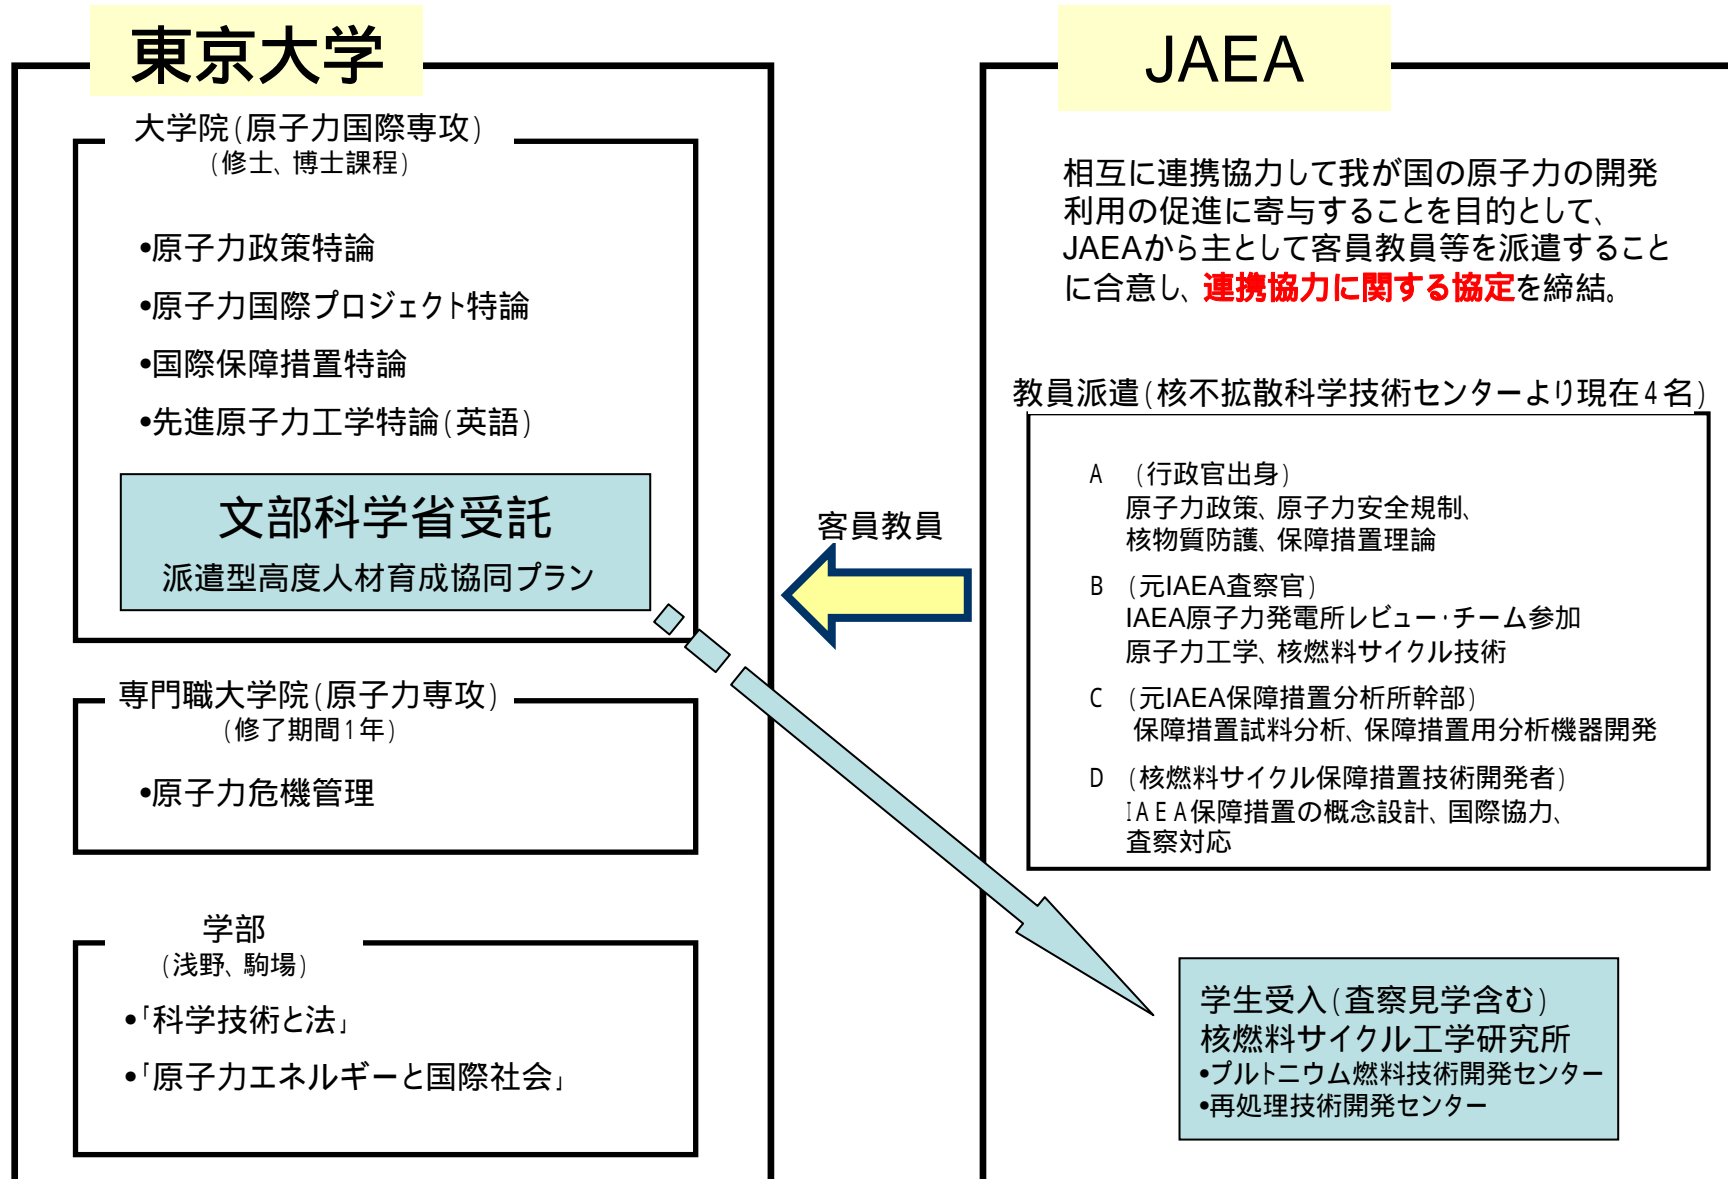 東京大学
大学院(原子力国際専攻)
(修士、博士課程)
•原子力政策特論
•原子力国際プロジェクト特論
•国際保障措置特論
•先進原子力工学特論(英語)
文部科学省受託
派遣型高度人材育成協同プラン
専門職大学院(原子力専攻)
(修了期間1年)
•原子力危機管理
学部
(浅野、駒場)
•「科学技術と法」
•「原子力エネルギーと国際社会」
客員教員
JAEA
相互に連携協力して我が国の原子力の開発
利用の促進に寄与することを目的として、
JAEAから主として客員教員等を派遣すること
に合意し、連携協力に関する協定を締結。
教員派遣(核不拡散科学技術センターより現在4名)
A (行政官出身)
原子力政策、原子力安全規制、
核物質防護、保障措置理論
B (元IAEA査察官)
IAEA原子力発電所レビュー・チーム参加
原子力工学、核燃料サイクル技術
C (元IAEA保障措置分析所幹部)
保障措置試料分析、保障措置用分析機器開発
D (核燃料サイクル保障措置技術開発者)
IAEA保障措置の概念設計、国際協力、
査察対応
学生受入(査察見学含む)
核燃料サイクル工学研究所
•プルトニウム燃料技術開発センター
•再処理技術開発センター